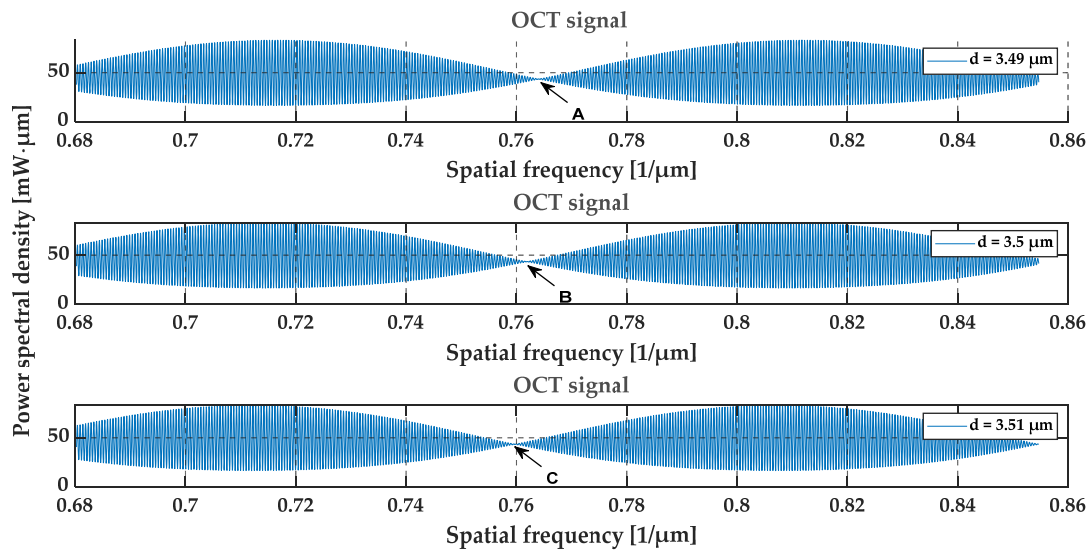 OCT signal
50
0
d = 3.49 μm
A
0.68 0.7 0.72 0.74 0.76 0.78 0.8 0.82 0.84 0.86
Spatial frequency [1/μm]
Power spectral density [mW·μm]
OCT signal
50
0
d = 3.5 μm
B
0.68 0.7 0.72 0.74 0.76 0.78 0.8 0.82 0.84 0.86
Spatial frequency [1/μm]
OCT signal
50
0
d = 3.51 μm
C
0.68 0.7 0.72 0.74 0.76 0.78 0.8 0.82 0.84 0.86
Spatial frequency [1/μm]